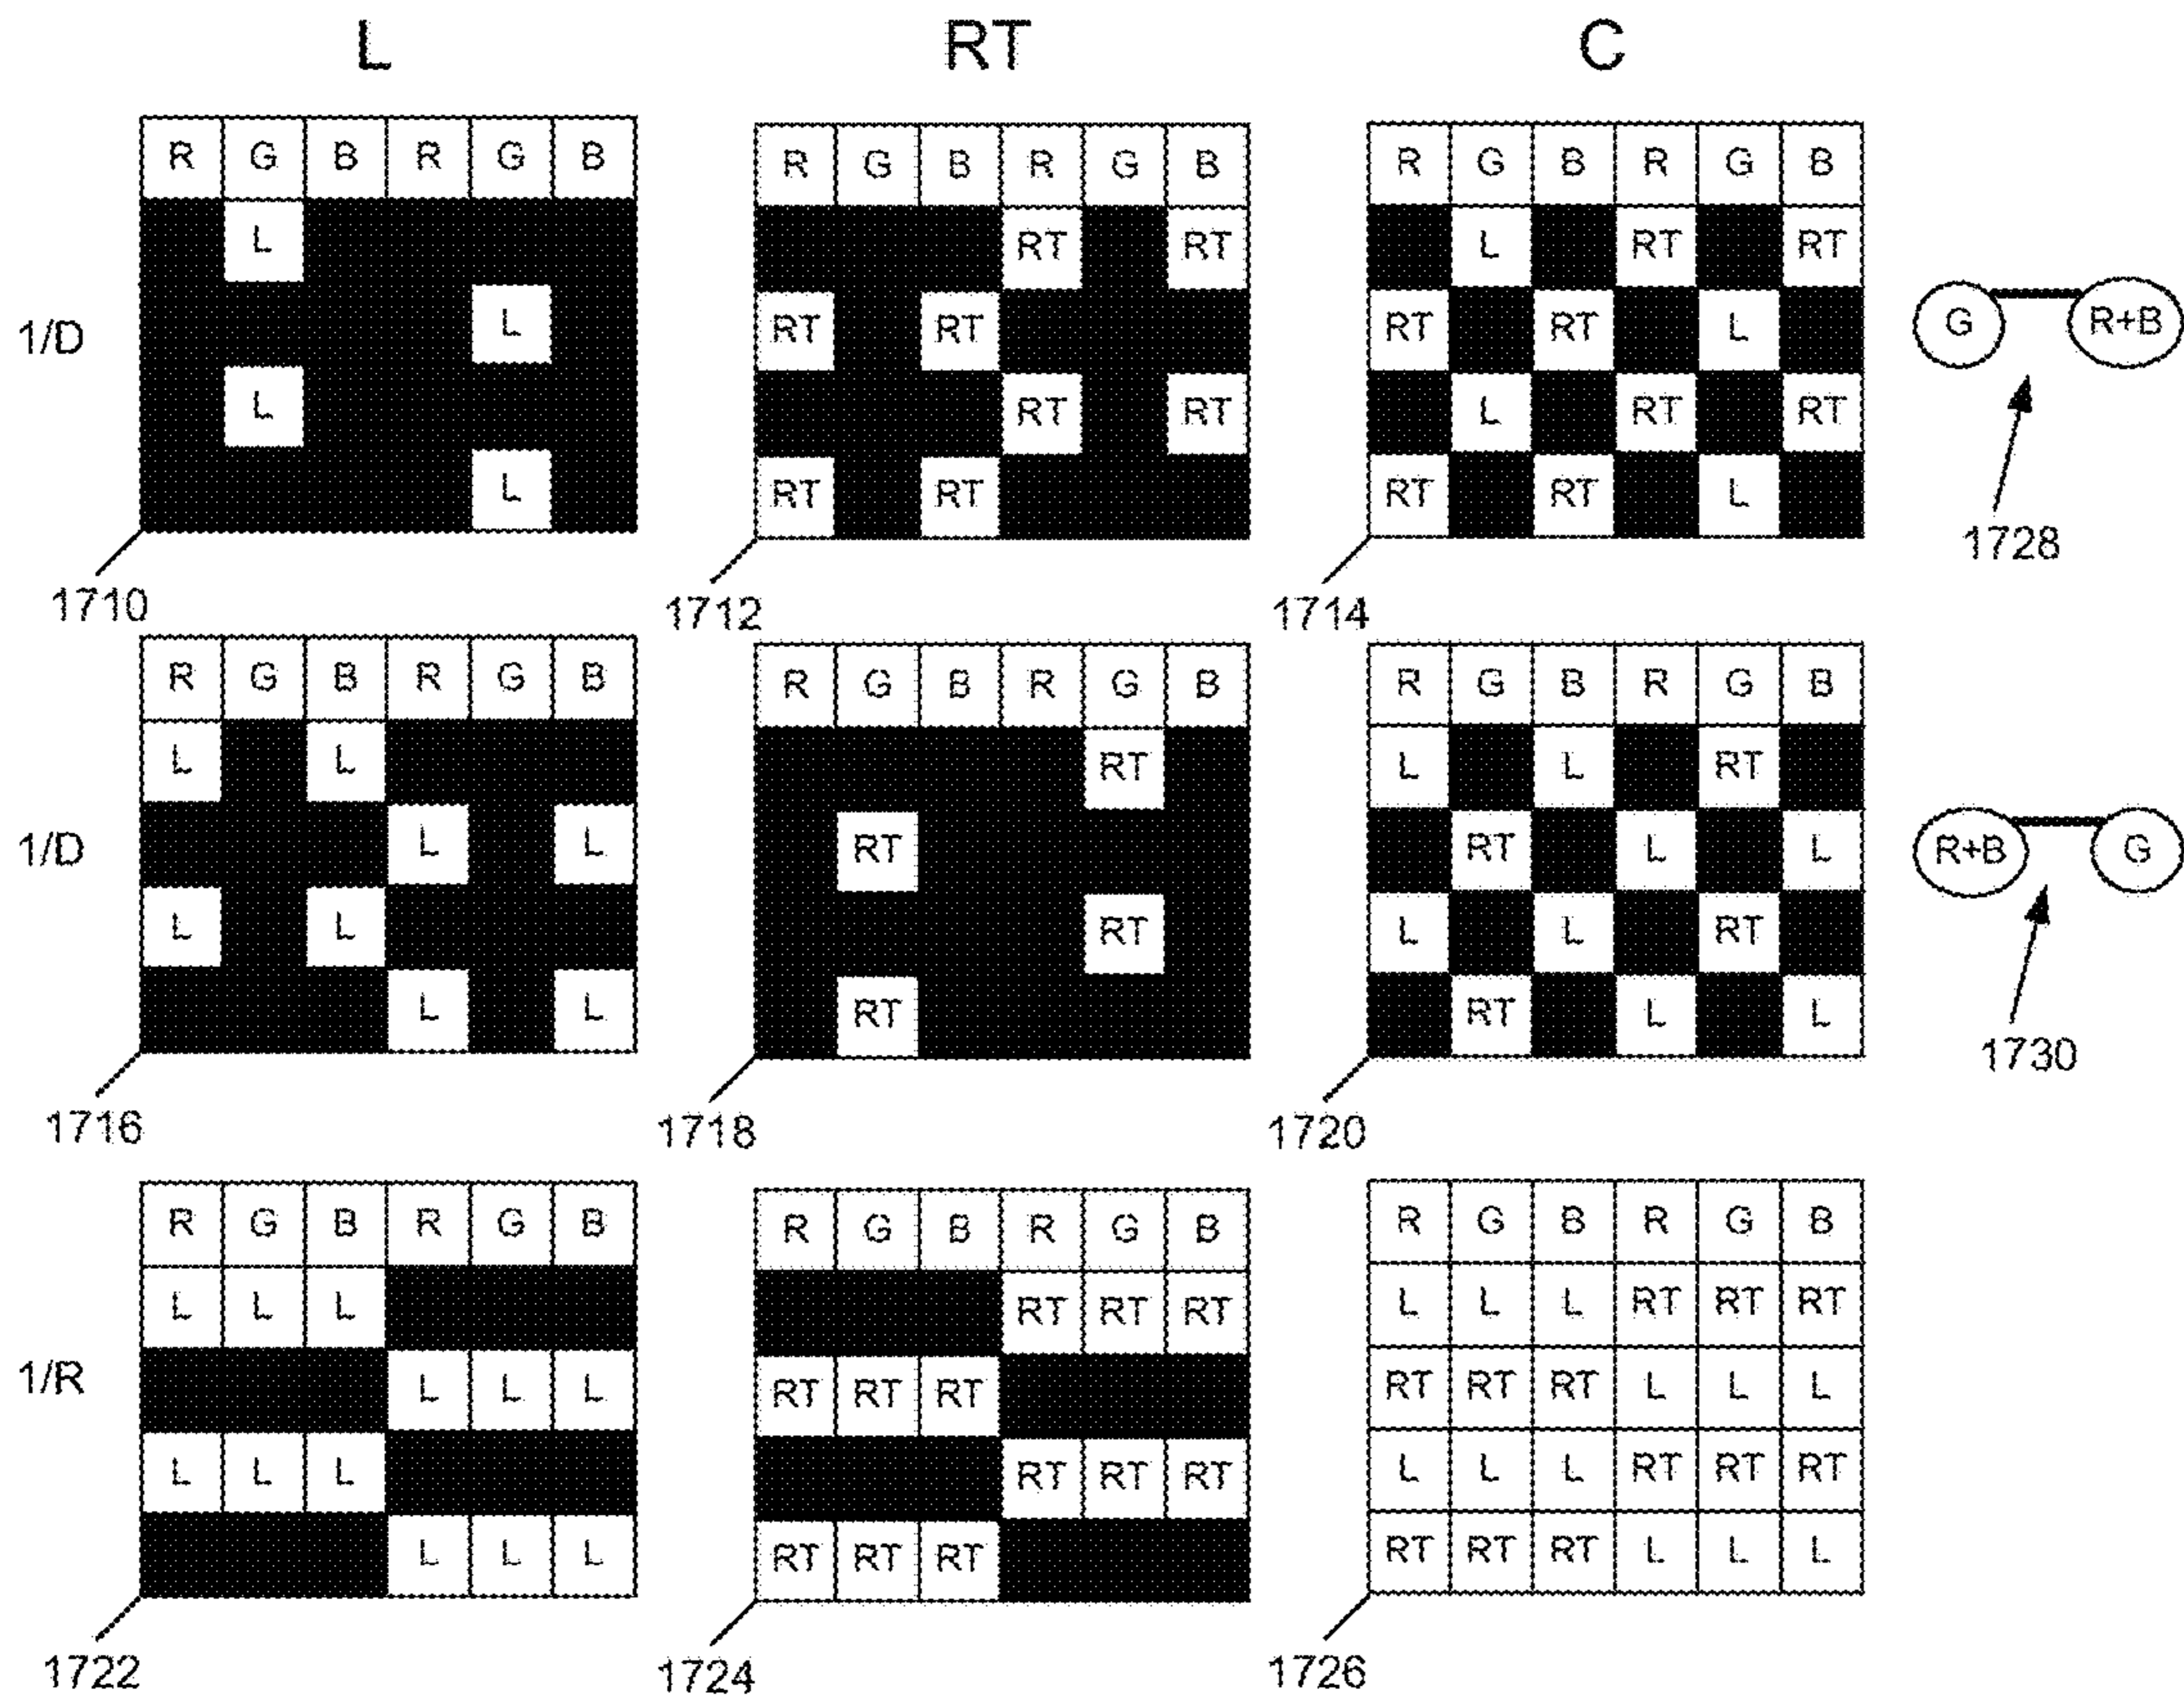 L RT C
R G B R G B R G B R G B R G B R G B
L RT RT L RT RT
1/D L RT RT RT RT L G R+B
L RT RT L RT RT
L RT RT RT RT L
1728
1710 1712 1714
R G B R G B R G B R G B R G B R G B
L L RT L L RT
1/D L L RT RT L L R+B G
L L RT L L RT
L L RT RT L L
1730
1716 1718 1720
R G B R G B R G B R G B R G B R G B
L L L RT RT RT L L L RT RT RT
1/R L L L RT RT RT RT RT RT L L L
L L L RT RT RT L L L RT RT RT
L L L RT RT RT RT RT RT L L L
1722 1724 1726